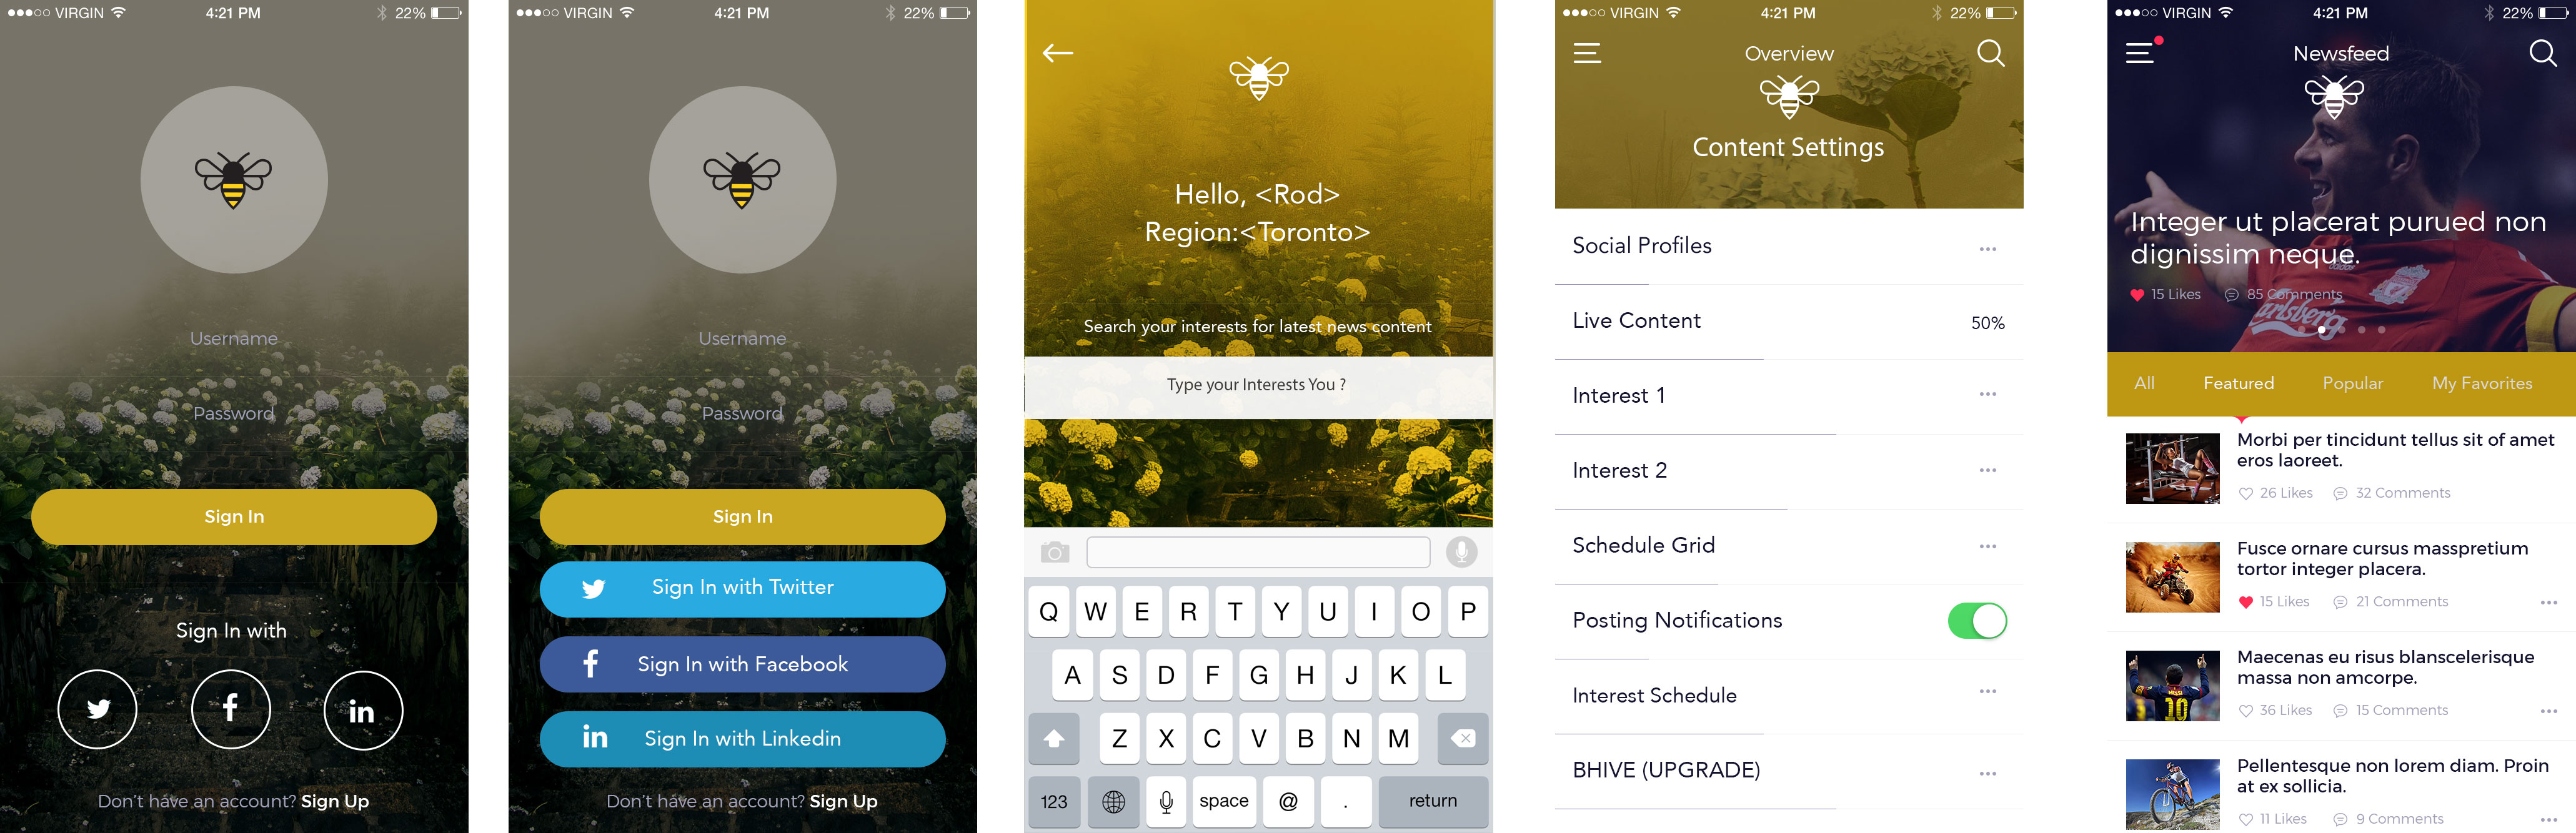 VIRGIN 4:21 PM 22%
Username
Password
Sign In
Sign In with
in
Don't have an account? Sign Up
VIRGIN 4:21 PM 22%
Username
Password
Sign In
Sign In with Twitter
Sign In with Facebook
in Sign In with Linkedin
Don't have an account? Sign Up
Hello, <Rod>
Region:<Toronto>
Search your interests for latest news content
Type your Interests You ?
Q W E R T Y U I O P
A S D F G H J K L
Z X C V B N M
123 space @ . return
VIRGIN 4:21 PM 22%
Overview
Content Settings
Social Profiles
Live Content 50%
Interest 1
Interest 2
Schedule Grid
Posting Notifications
Interest Schedule
BHIVE (UPGRADE)
VIRGIN 4:21 PM 22%
Newsfeed
Integer ut placerat purued non
dignissim neque.
15 Likes 85 Comments
Carlsberg
All Featured Popular My Favorites
Morbi per tincidunt tellus sit of amet
eros laoreet.
26 Likes 32 Comments
Fusce ornare cursus masspretium
tortor integer placera.
15 Likes 21 Comments
Maecenas eu risus blanscelerisque
massa non amcorpe.
MESSI
10
36 Likes 15 Comments
Pellentesque non lorem diam. Proin
at ex sollicia.
11 Likes 9 Comments